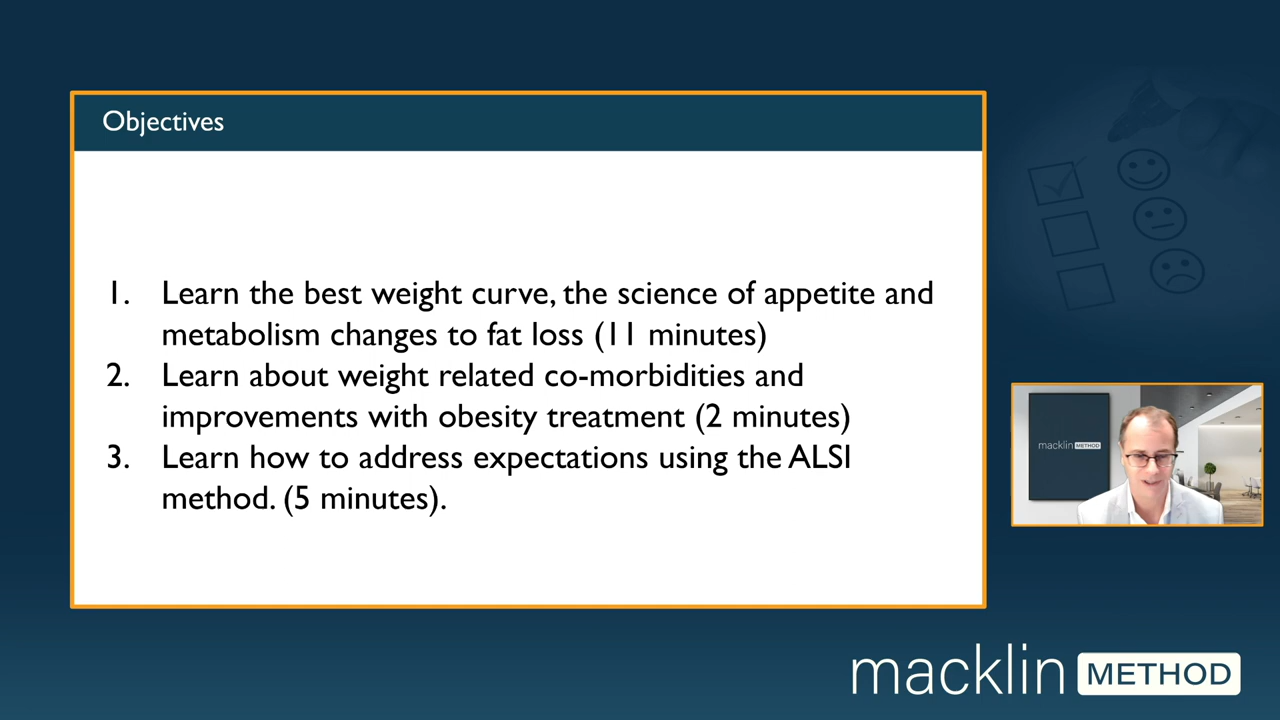 Objectives
1. Learn the best weight curve, the science of appetite and
metabolism changes to fat loss (11 minutes)
2. Learn about weight related co-morbidities and
improvements with obesity treatment (2 minutes)
3. Learn how to address expectations using the ALSI
method. (5 minutes).
macklin METHOD
macklin METHOD